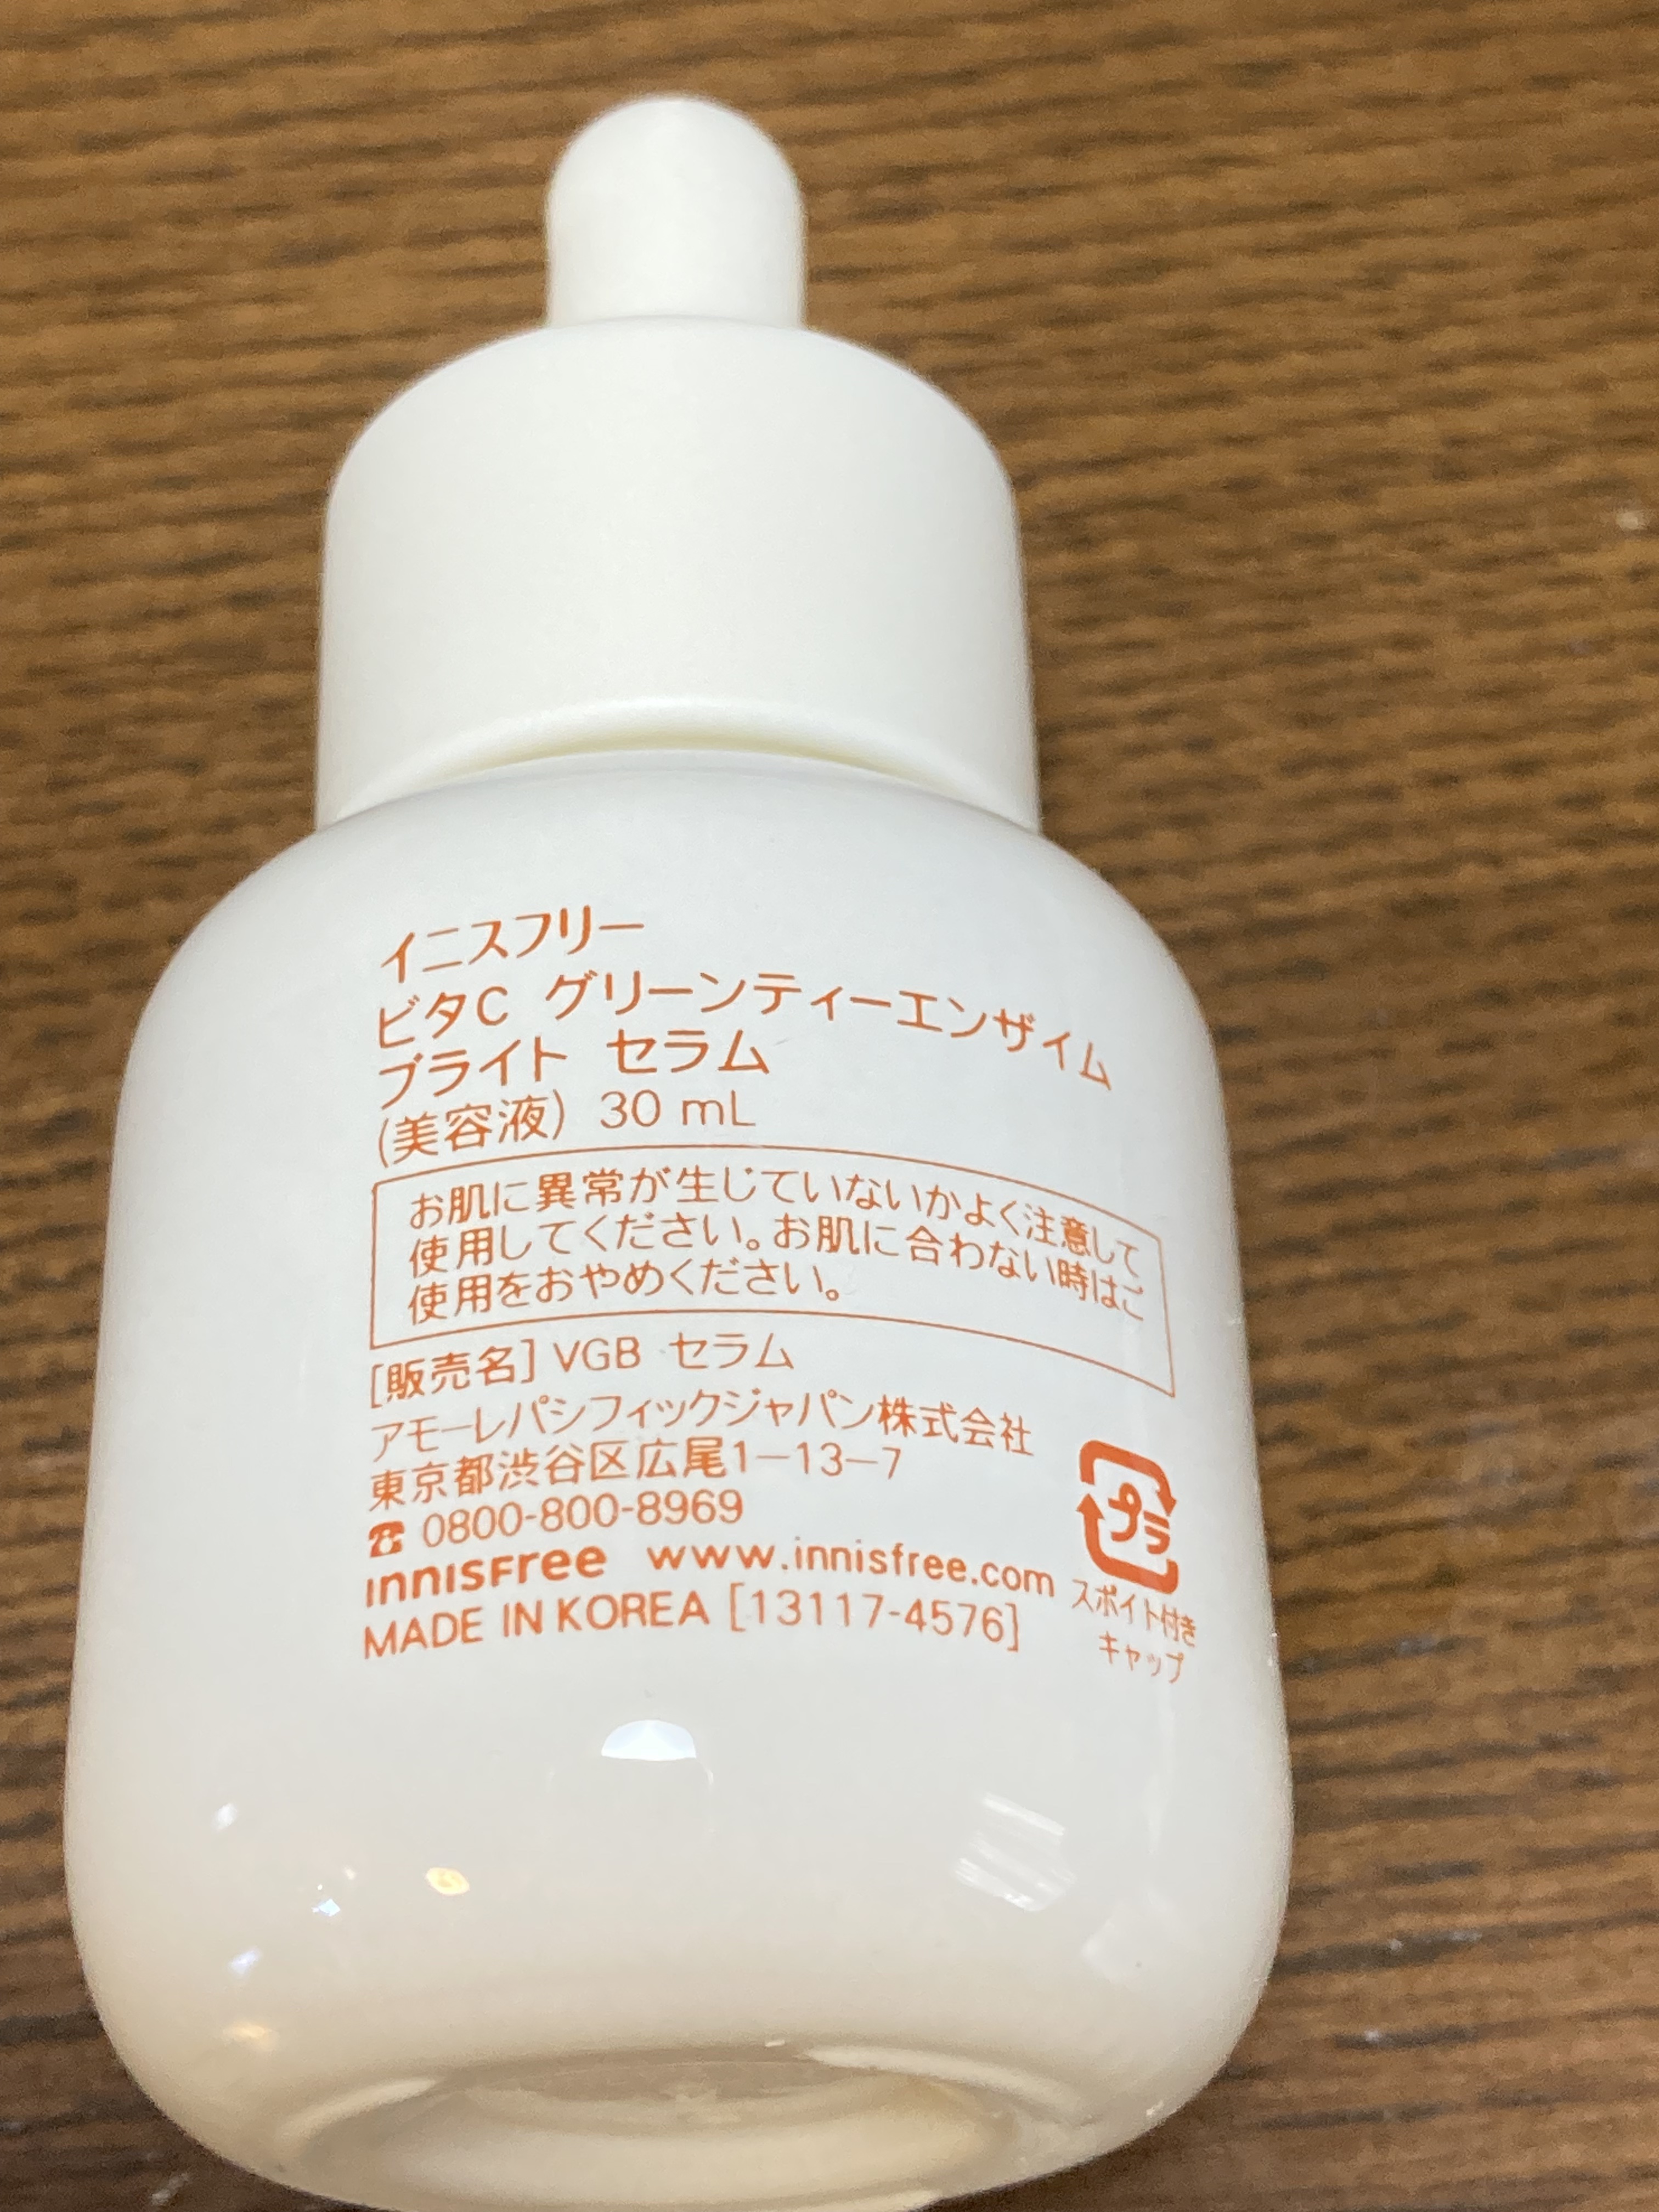 イニスフリー
ビタC グリーンティーエンザイム
ブライト セラム
(美容液) 30 mL
お肌に異常が生じていないかよく注意して
使用してください。お肌に合わない時はご
使用をおやめください。
[販売名] VGB セラム
アモーレパシフィックジャパン株式会社
東京都渋谷区広尾1-13-7
☎ 0800-800-8969
innisfree www.innisfree.com
MADE IN KOREA [13117-4576]
プラ
スポイト付き
キャップ